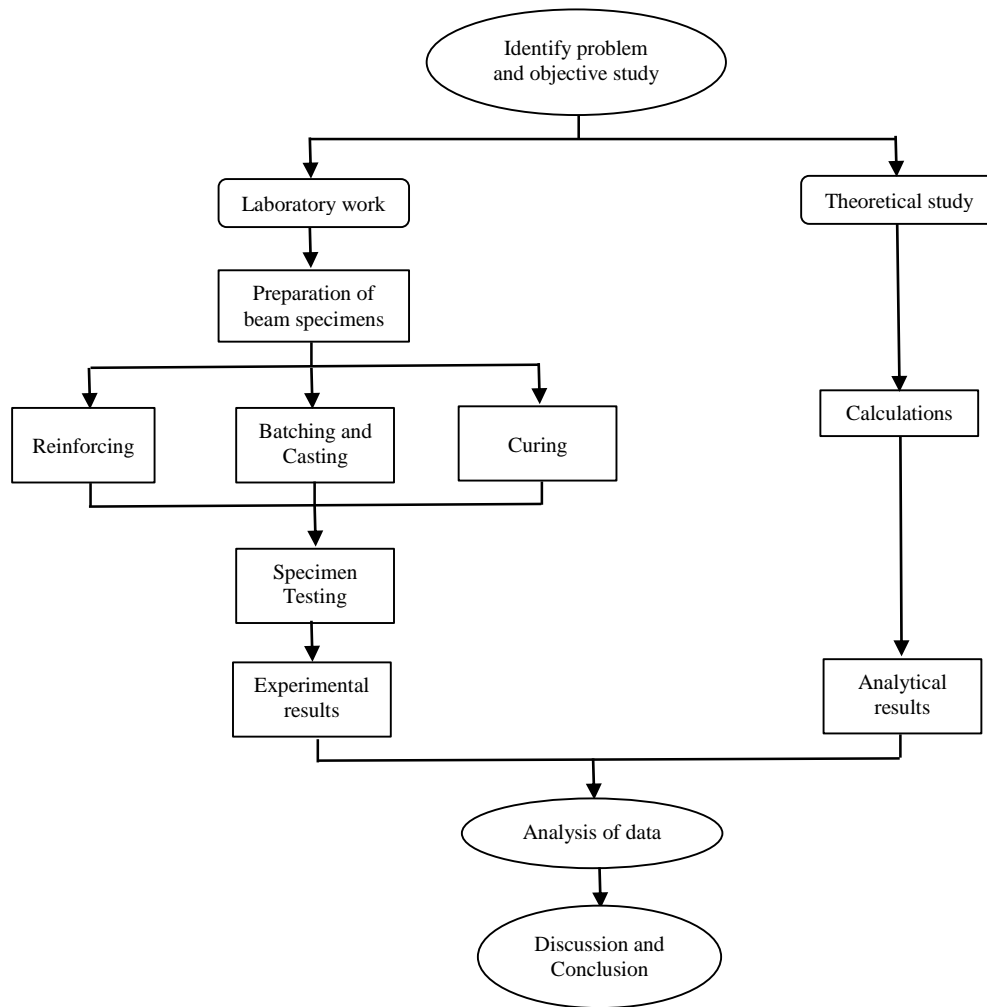 Identify problem
and objective study
Laboratory work
Theoretical study
Preparation of
beam specimens
Reinforcing
Batching and
Casting
Curing
Calculations
Specimen
Testing
Experimental
results
Analytical
results
Analysis of data
Discussion and
Conclusion